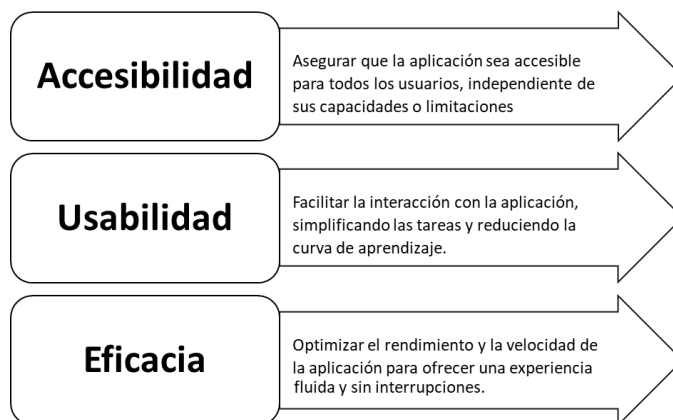 Accesibilidad
Asegurar que la aplicación sea accesible
para todos los usuarios, independiente de
sus capacidades o limitaciones
Usabilidad
Facilitar la interacción con la aplicación,
simplificando las tareas y reduciendo la
curva de aprendizaje.
Eficacia
Optimizar el rendimiento y la velocidad de
la aplicación para ofrecer una experiencia
fluida y sin interrupciones.